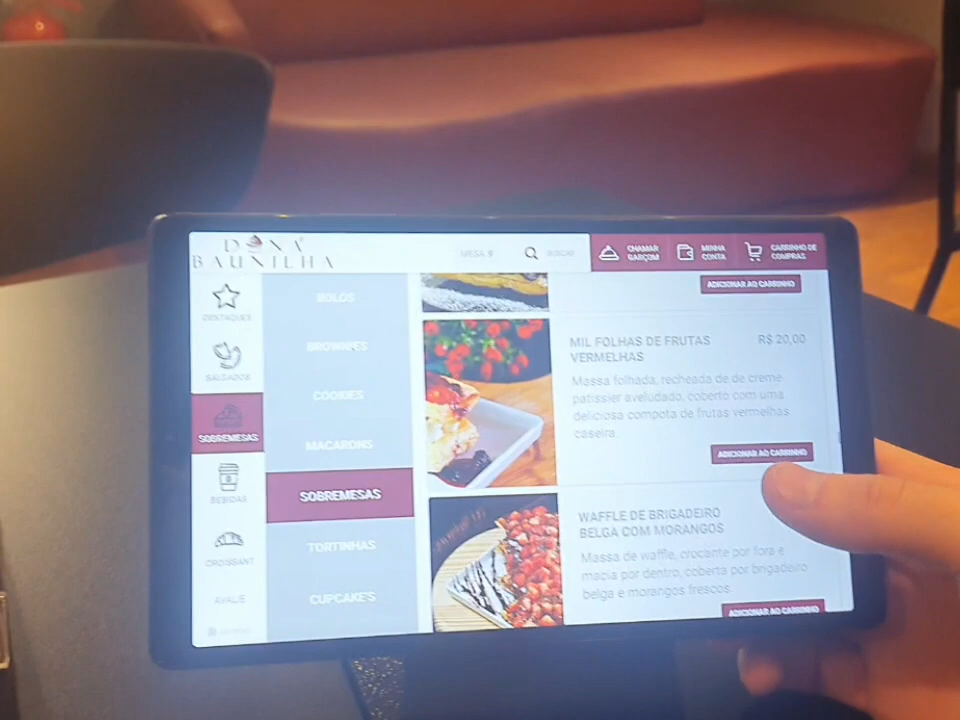 DONA
BAUNILHA
MESA 9
BUSCAR
CHAMAR
GARÇOM
MINHA
CONTA
CARRINHO DE
COMPRAS
DESTAQUES
SALGADOS
SOBREMESAS
BEBIDAS
CROISSANT
AVALIE
BOLOS
BROWNIES
COOKIES
MACARONS
SOBREMESAS
TORTINHAS
CUPCAKE'S
ADICIONAR AO CARRINHO
MIL FOLHAS DE FRUTAS
VERMELHAS
R$ 20,00
Massa folhada, recheada de de creme
patissier aveludado, coberto com uma
deliciosa compota de frutas vermelhas
caseira.
ADICIONAR AO CARRINHO
WAFFLE DE BRIGADEIRO
BELGA COM MORANGOS
Massa de waffle, crocante por fora e
macia por dentro, coberta por brigadeiro
belga e morangos frescos.
ADICIONAR AO CARRINHO